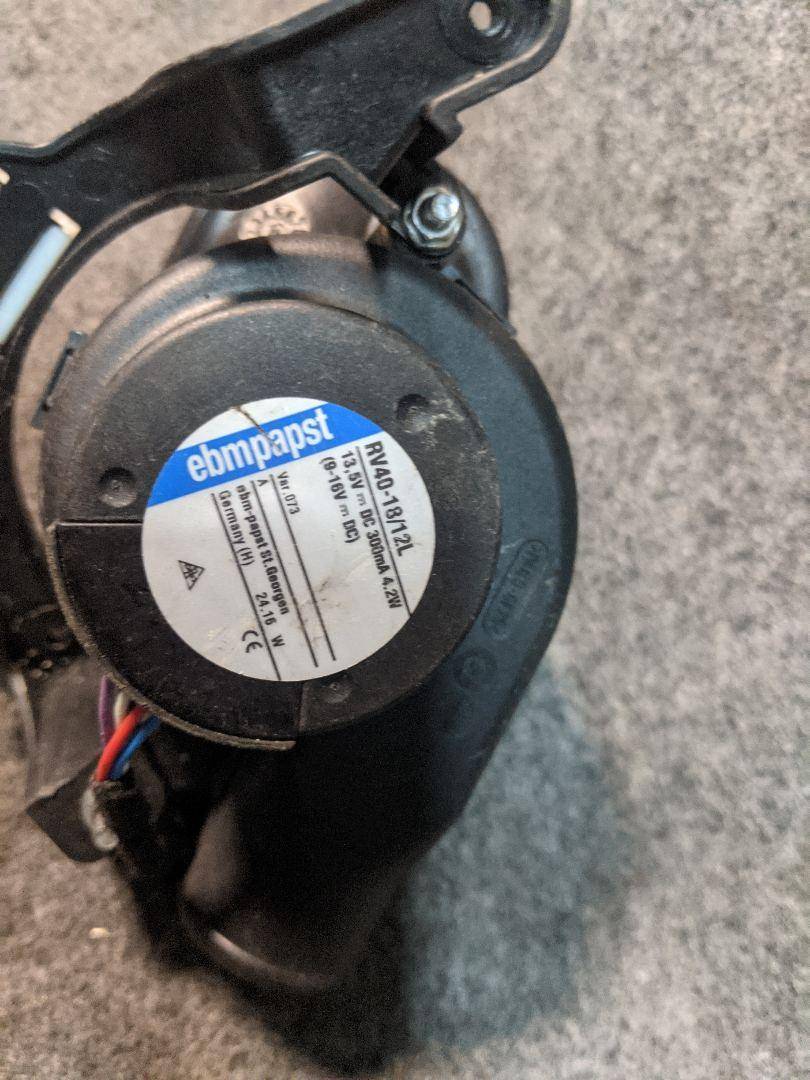 ebmpapst
RV40-18/12L
13,5V ⎓ DC 300mA 4.2W
(9-16V ⎓ DC)
Var.073
A
ebm-papst St.Georgen
Germany (H) 24.16 W
CE